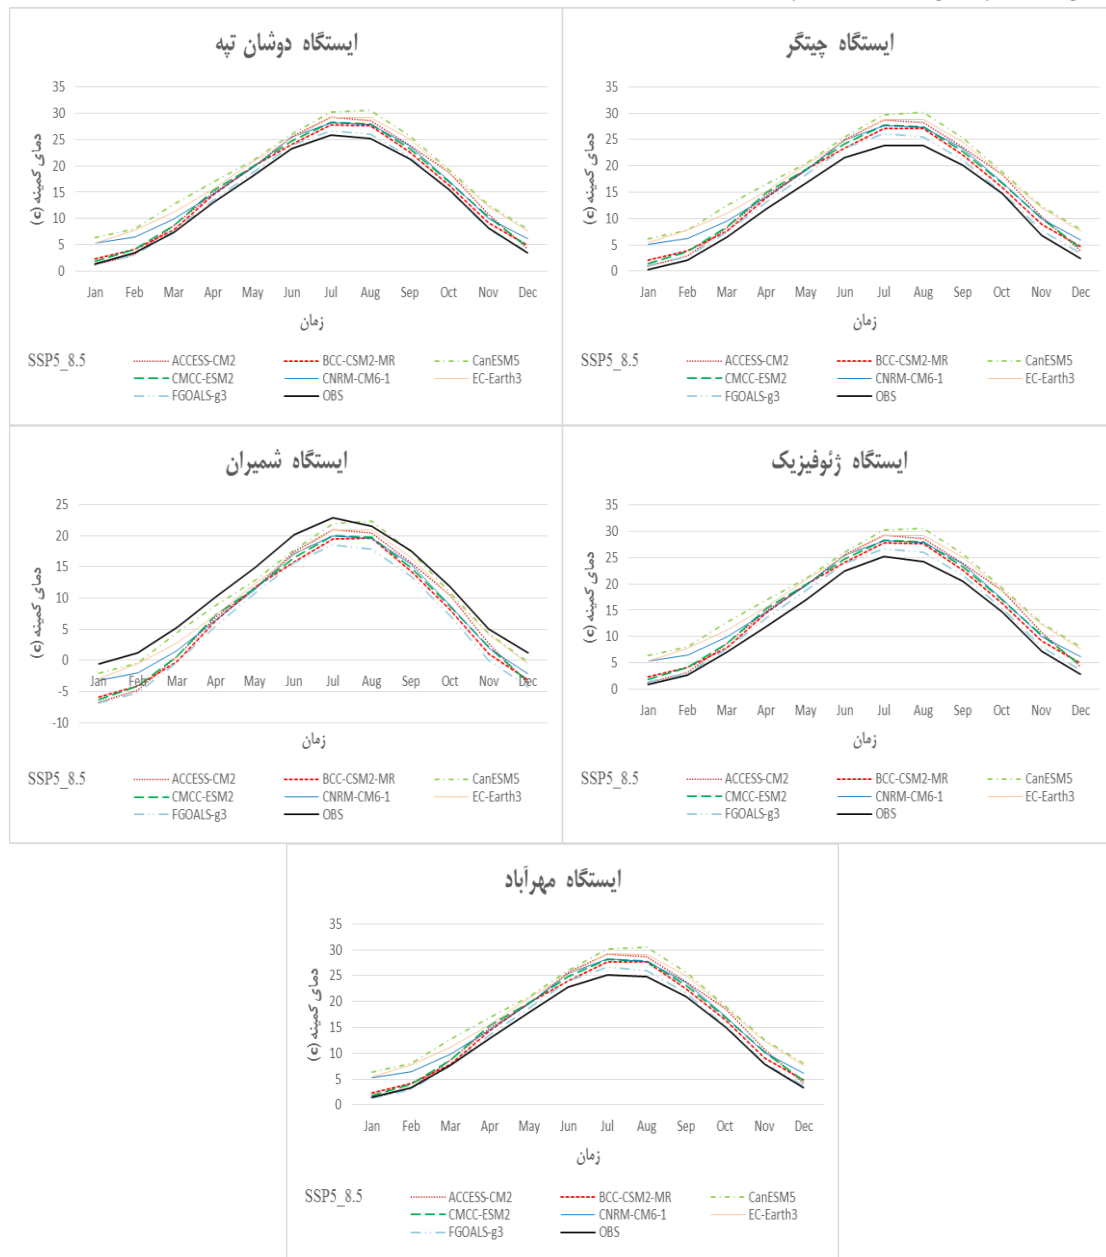 ایستگاه دوشان تپه
35
30
25
20
15
10
5
0
دمای کمینه (c)
Jan Feb Mar Apr May Jun Jul Aug Sep Oct Nov Dec
زمان
SSP5_8.5
ACCESS-CM2 BCC-CSM2-MR CanESM5
CMCC-ESM2 CNRM-CM6-1 EC-Earth3
FGOALS-g3 OBS
ایستگاه چیتگر
35
30
25
20
15
10
5
0
دمای کمینه (c)
Jan Feb Mar Apr May Jun Jul Aug Sep Oct Nov Dec
زمان
SSP5_8.5
ACCESS-CM2 BCC-CSM2-MR CanESM5
CMCC-ESM2 CNRM-CM6-1 EC-Earth3
FGOALS-g3 OBS
ایستگاه شمیران
25
20
15
10
5
0
-5
-10
دمای کمینه (c)
Jan Feb Mar Apr May Jun Jul Aug Sep Oct Nov Dec
زمان
SSP5_8.5
ACCESS-CM2 BCC-CSM2-MR CanESM5
CMCC-ESM2 CNRM-CM6-1 EC-Earth3
FGOALS-g3 OBS
ایستگاه ژئوفیزیک
35
30
25
20
15
10
5
0
دمای کمینه (c)
Jan Feb Mar Apr May Jun Jul Aug Sep Oct Nov Dec
زمان
SSP5_8.5
ACCESS-CM2 BCC-CSM2-MR CanESM5
CMCC-ESM2 CNRM-CM6-1 EC-Earth3
FGOALS-g3 OBS
ایستگاه مهرآباد
35
30
25
20
15
10
5
0
دمای کمینه (c)
Jan Feb Mar Apr May Jun Jul Aug Sep Oct Nov Dec
زمان
SSP5_8.5
ACCESS-CM2 BCC-CSM2-MR CanESM5
CMCC-ESM2 CNRM-CM6-1 EC-Earth3
FGOALS-g3 OBS